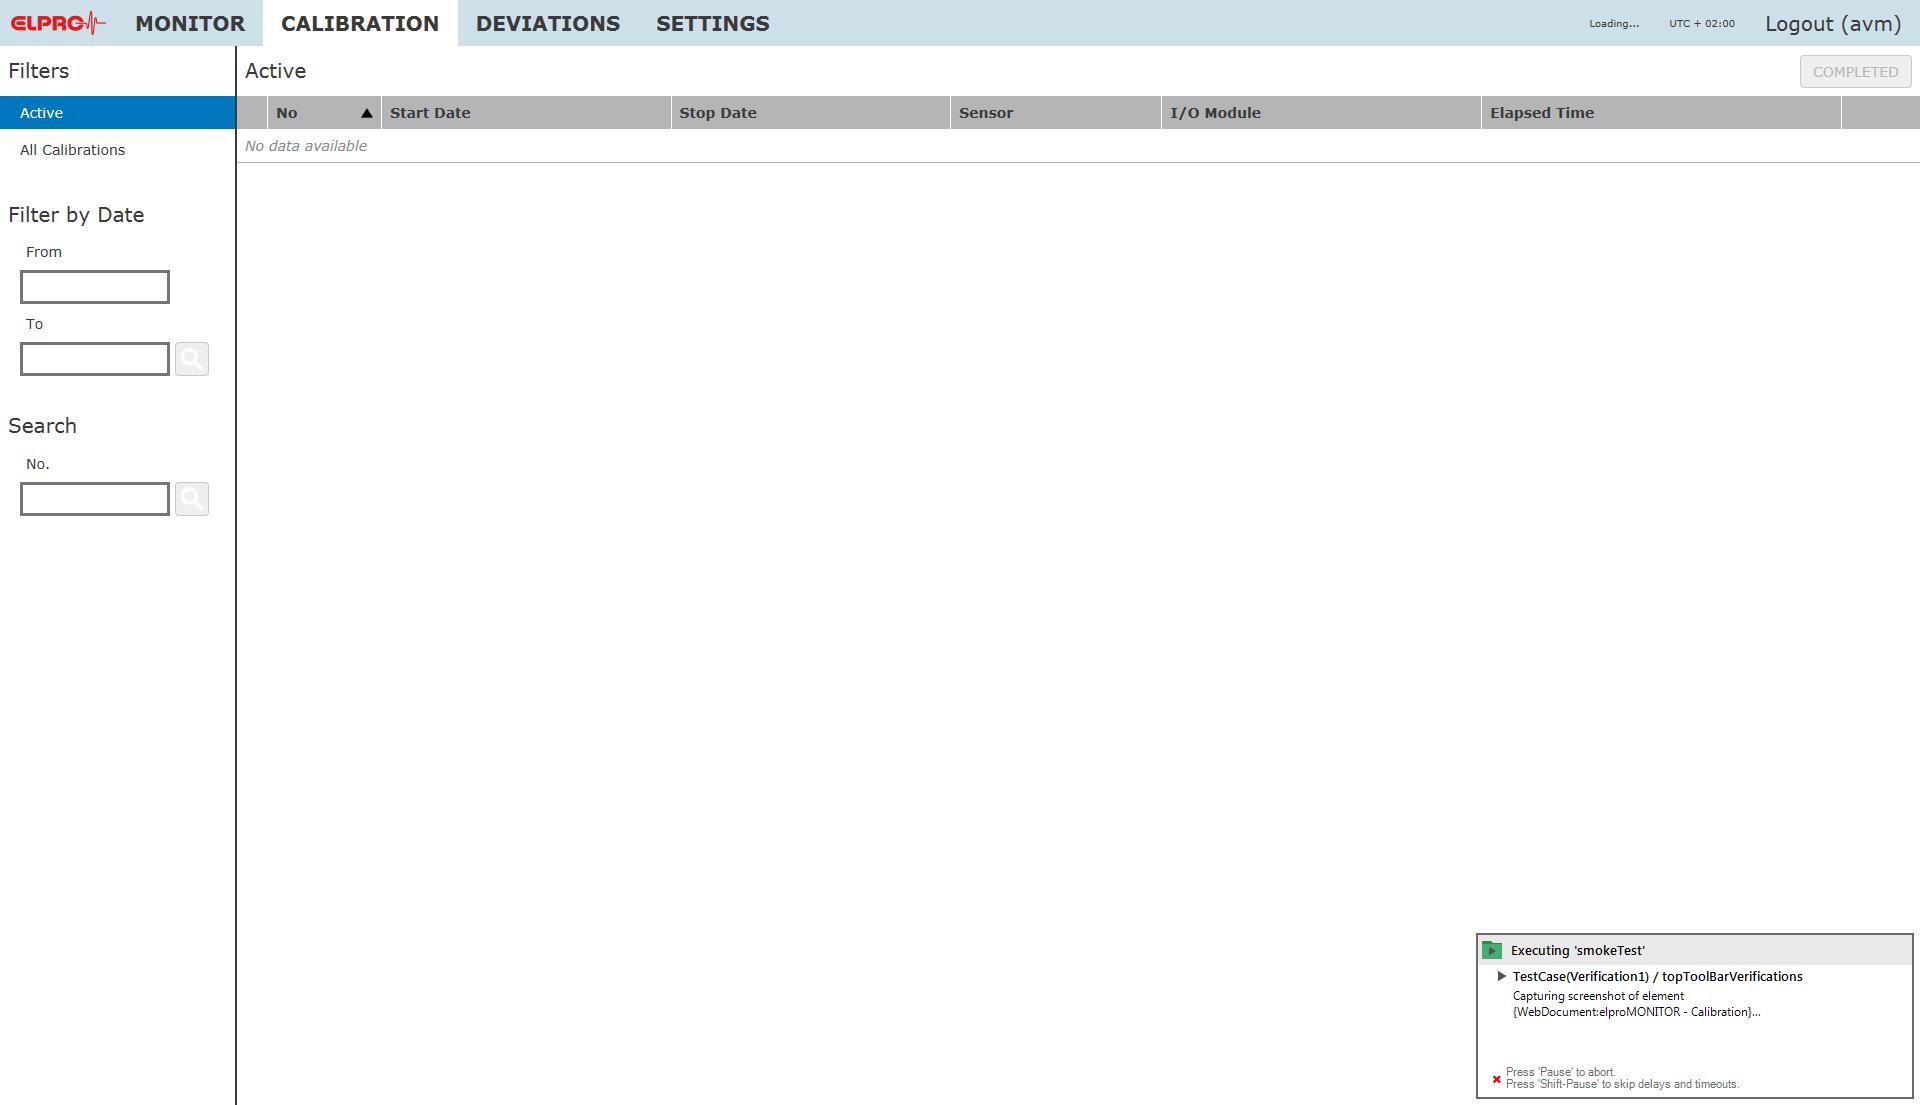 ELPRO MONITOR CALIBRATION DEVIATIONS SETTINGS Loading... UTC + 02:00 Logout (avm)
Filters
Active
All Calibrations
Filter by Date
From
To
Search
No.
Active COMPLETED
No ▲ Start Date Stop Date Sensor I/O Module Elapsed Time
No data available
Executing 'smokeTest'
TestCase(Verification1) / topToolBarVerifications
Capturing screenshot of element
{WebDocument:elproMONITOR - Calibration}...
Press 'Pause' to abort.
Press 'Shift-Pause' to skip delays and timeouts.